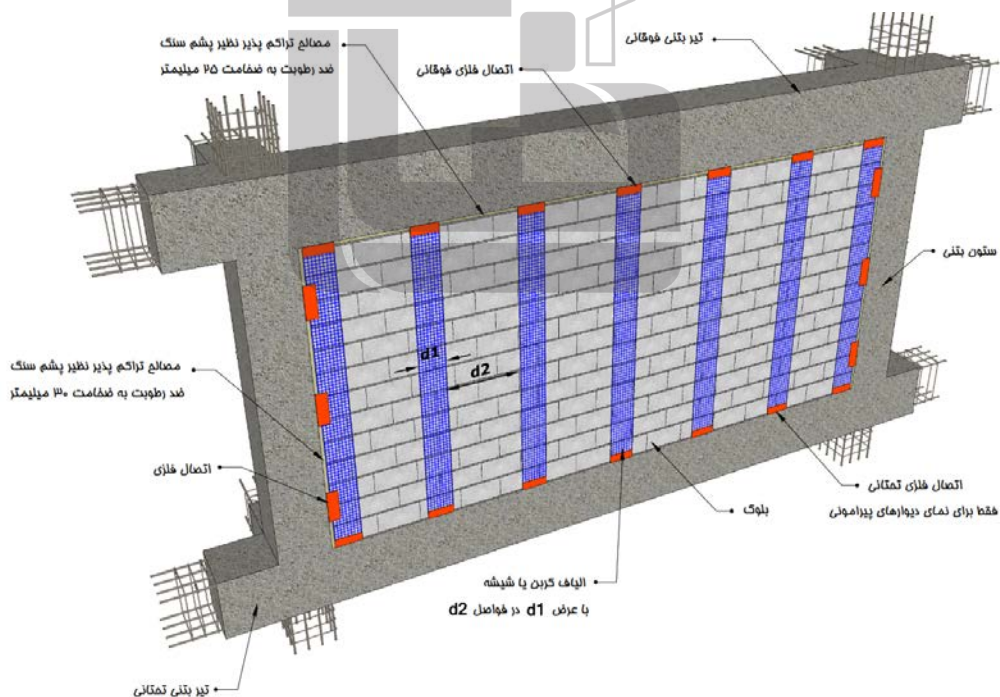 مصالح تراکم پذیر نظیر پشم سنگ
ضد رطوبت به ضخامت ۲۵ میلیمتر
اتصال فلزی فوقانی
تیر بتنی فوقانی
ستون بتنی
مصالح تراکم پذیر نظیر پشم سنگ
ضد رطوبت به ضخامت ۳۰ میلیمتر
d1
d2
اتصال فلزی
اتصال فلزی تحتانی
فقط برای نمای دیوارهای پیرامونی
بلوک
الیاف کربن یا شیشه
با عرض d1 در فواصل d2
تیر بتنی تحتانی